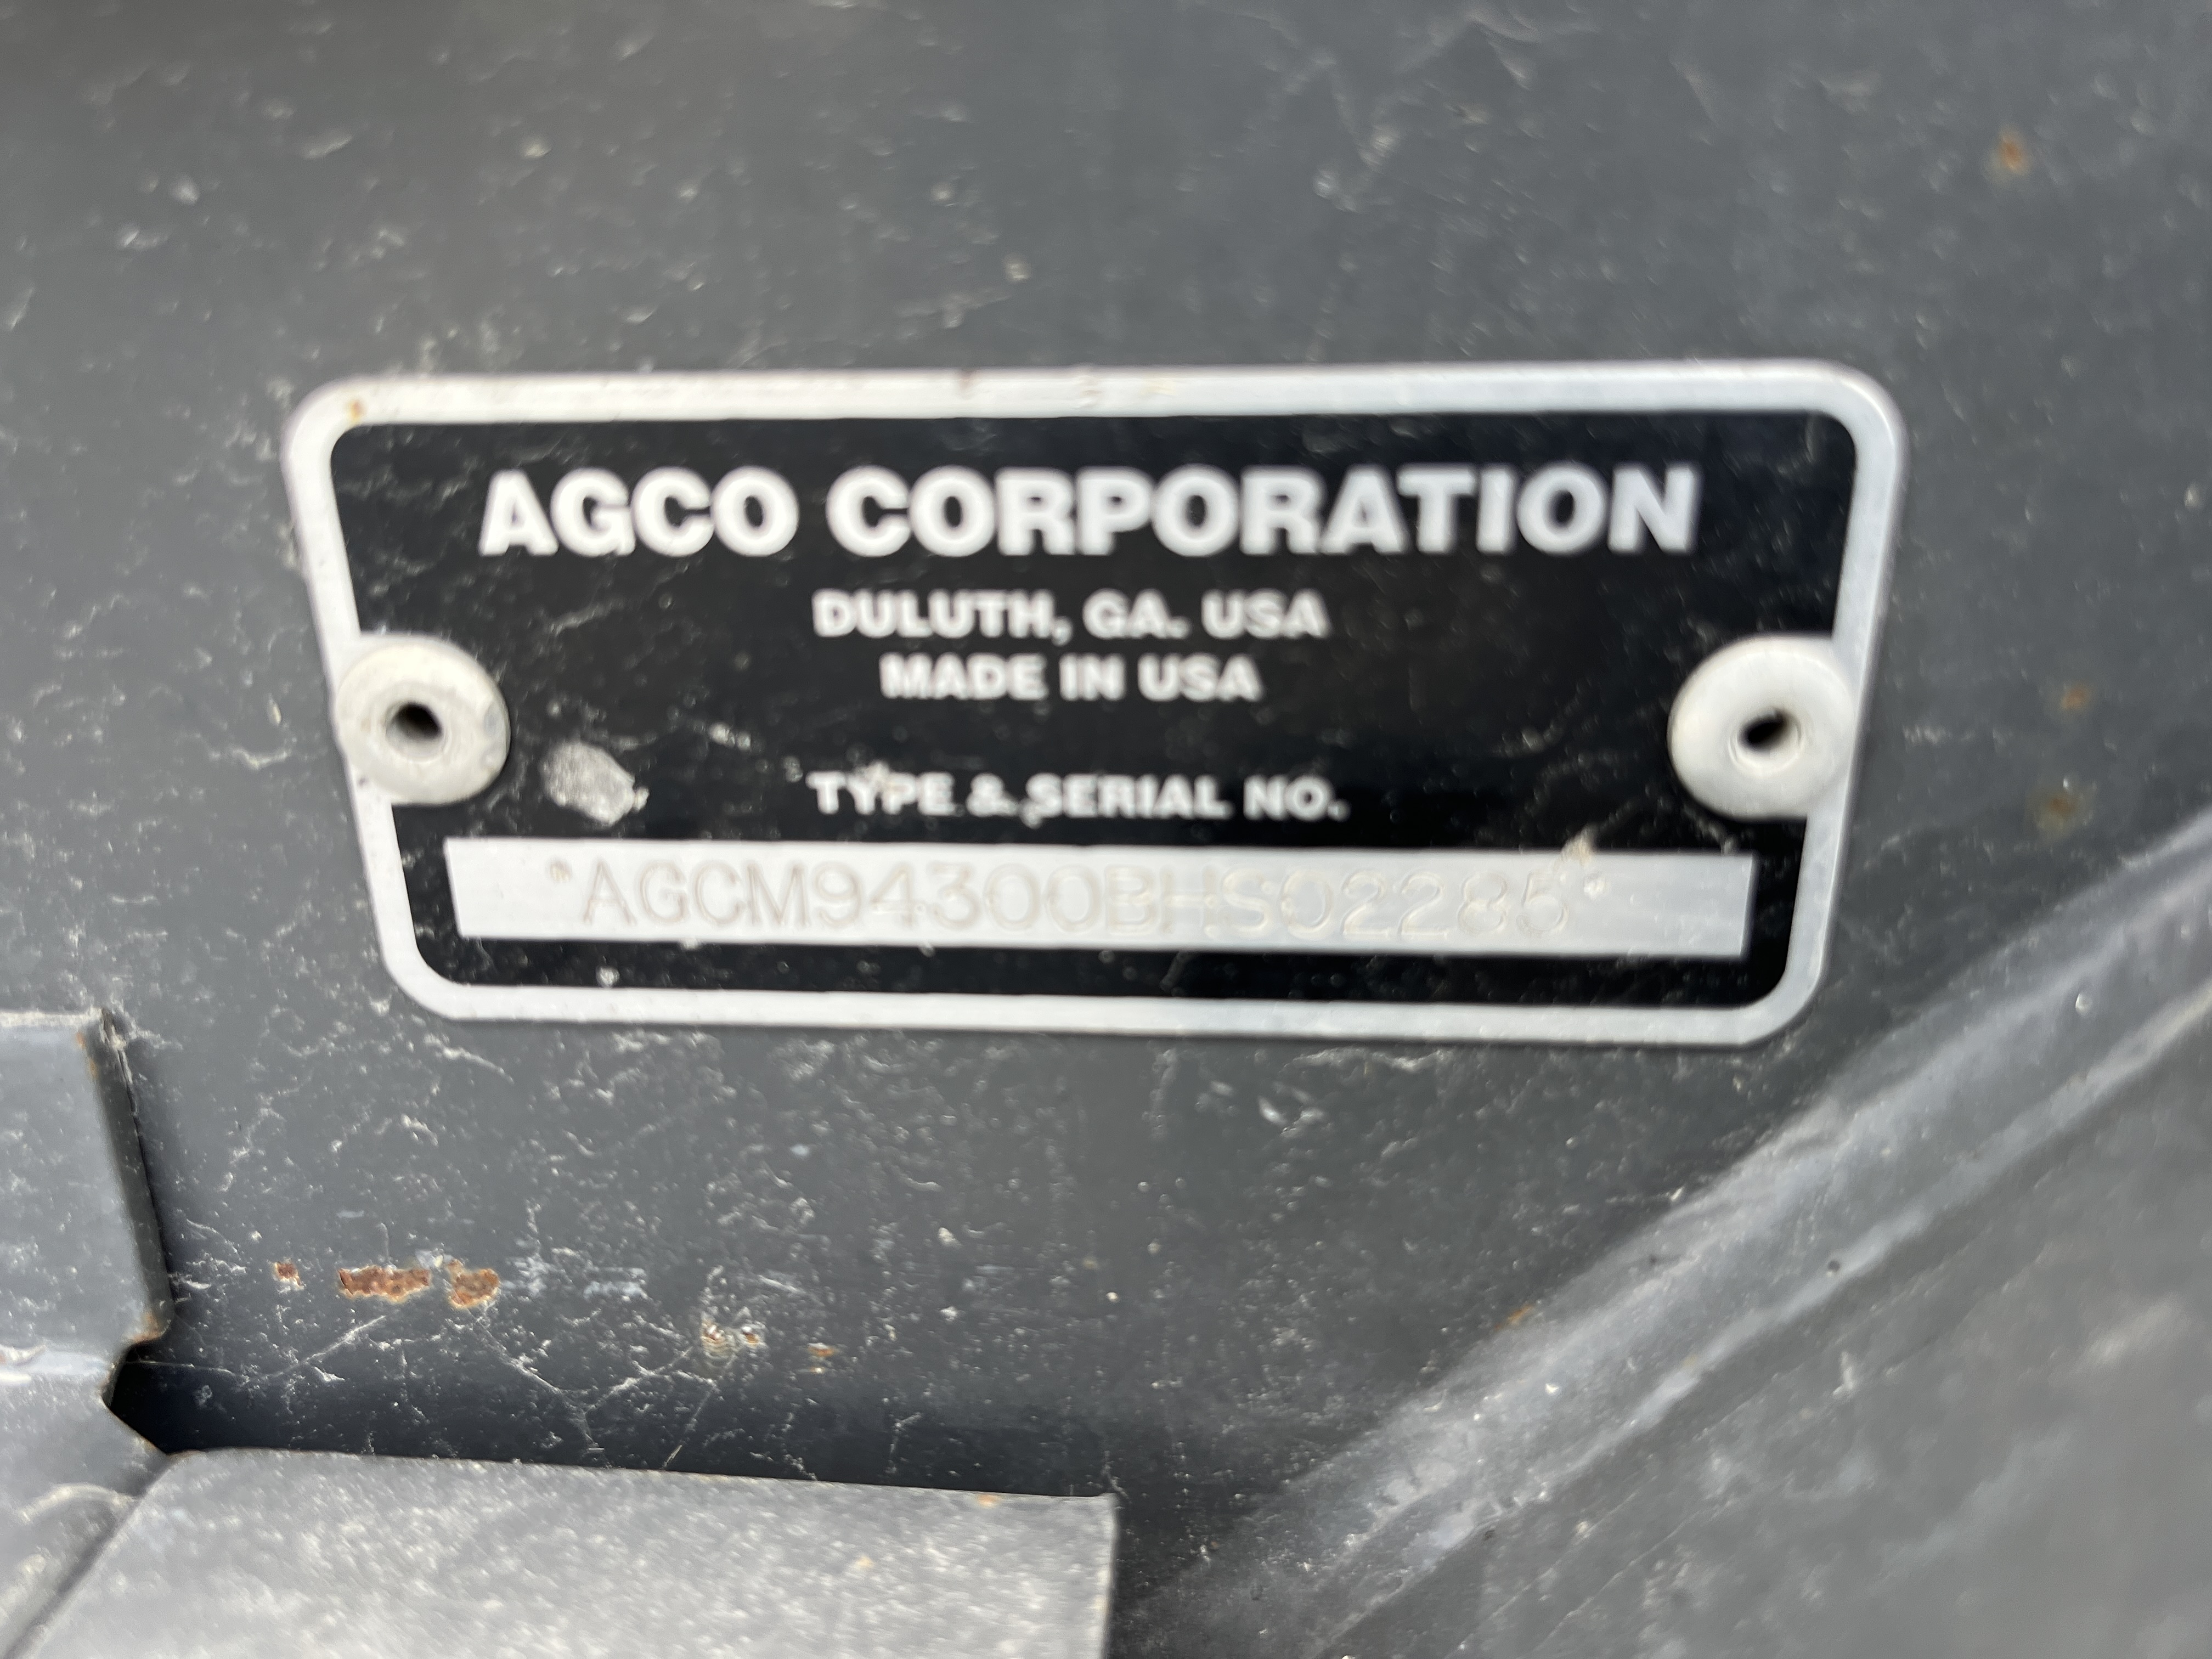 AGCO CORPORATION
DULUTH, GA. USA
MADE IN USA
TYPE & SERIAL NO.
*AGCM94300BHS02285*